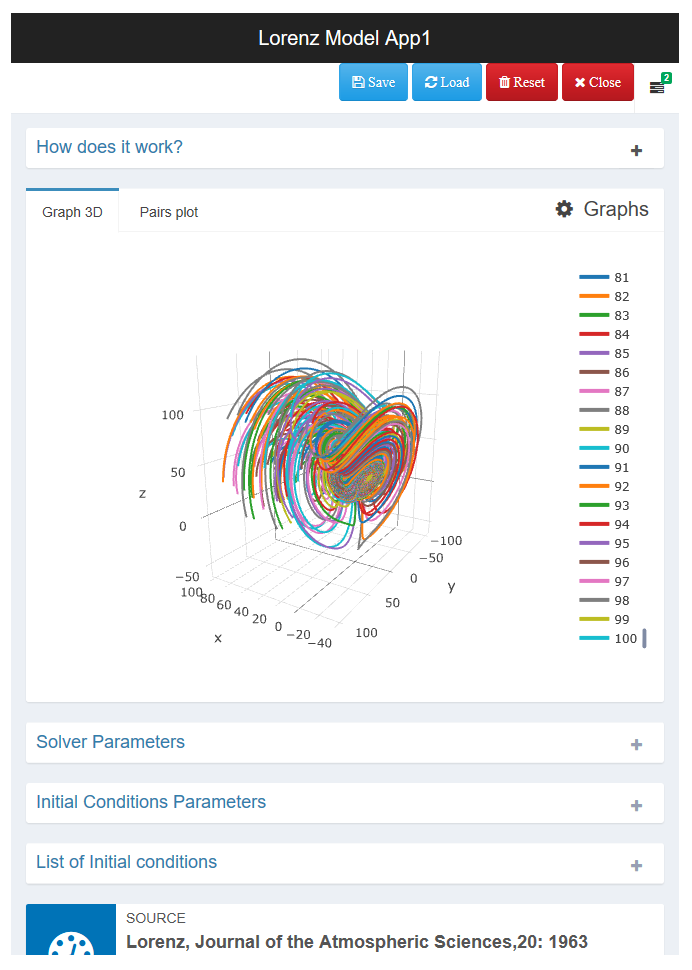 Lorenz Model App1
Save Load Reset Close 2
How does it work?
Graph 3D Pairs plot Graphs
81
82
83
84
85
86
87
88
89
90
91
92
93
94
95
96
97
98
99
100
100
50
z
0
−50
100 80 60 40 20 0 −20 −40
x
−100
−50
0
y
50
100
Solver Parameters
Initial Conditions Parameters
List of Initial conditions
SOURCE
Lorenz, Journal of the Atmospheric Sciences,20: 1963